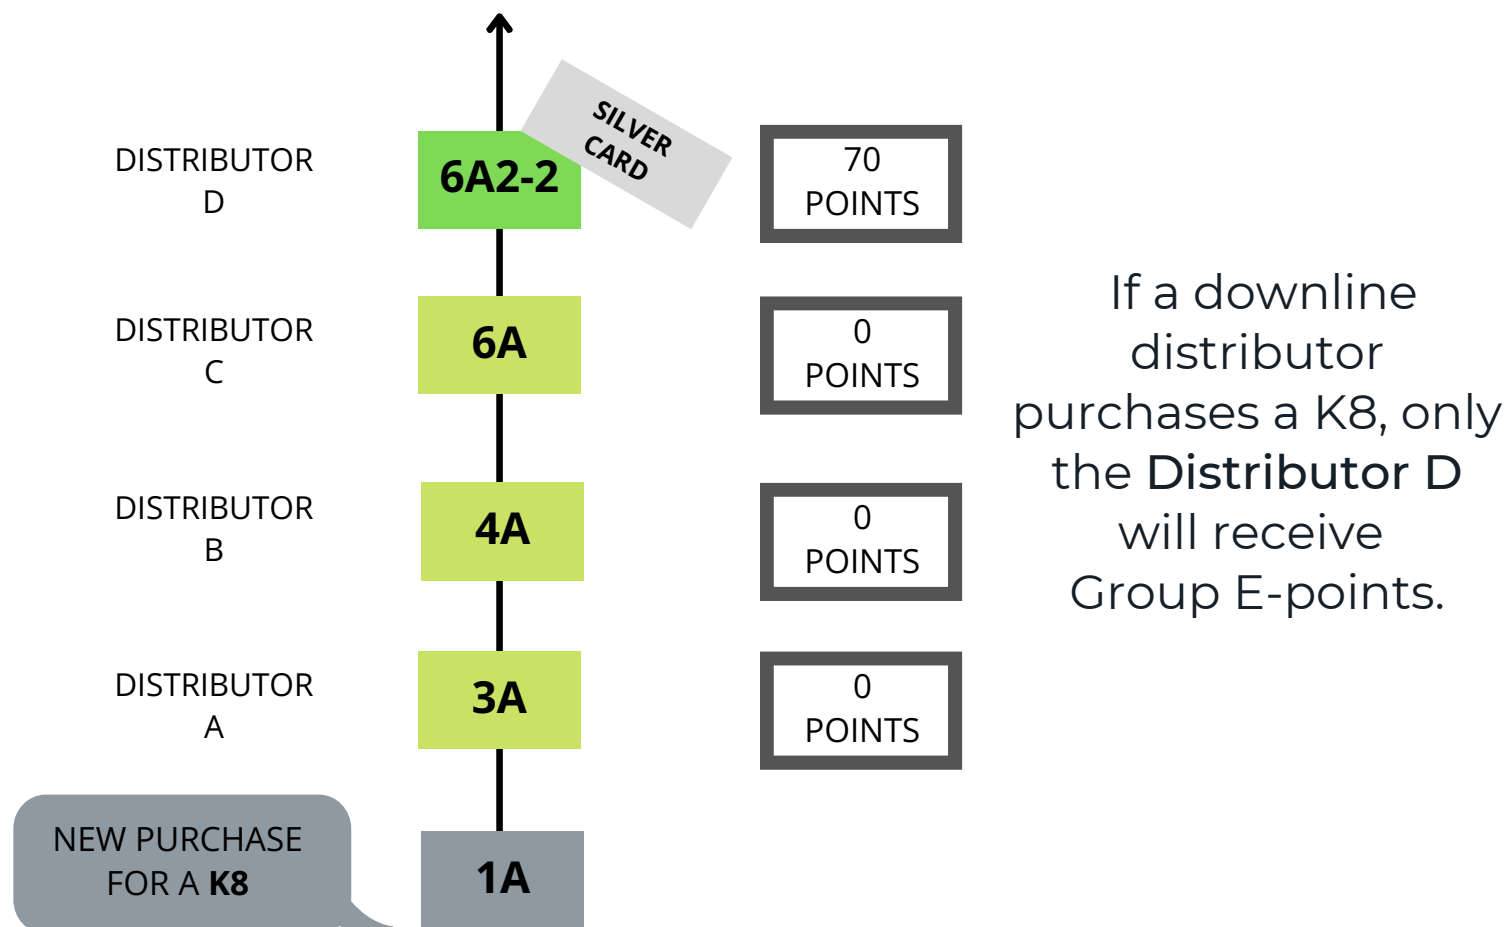 SILVER
CARD
DISTRIBUTOR
D
6A2-2
70
POINTS
DISTRIBUTOR
C
6A
0
POINTS
DISTRIBUTOR
B
4A
0
POINTS
DISTRIBUTOR
A
3A
0
POINTS
NEW PURCHASE
FOR A K8
1A
If a downline
distributor
purchases a K8, only
the Distributor D
will receive
Group E-points.